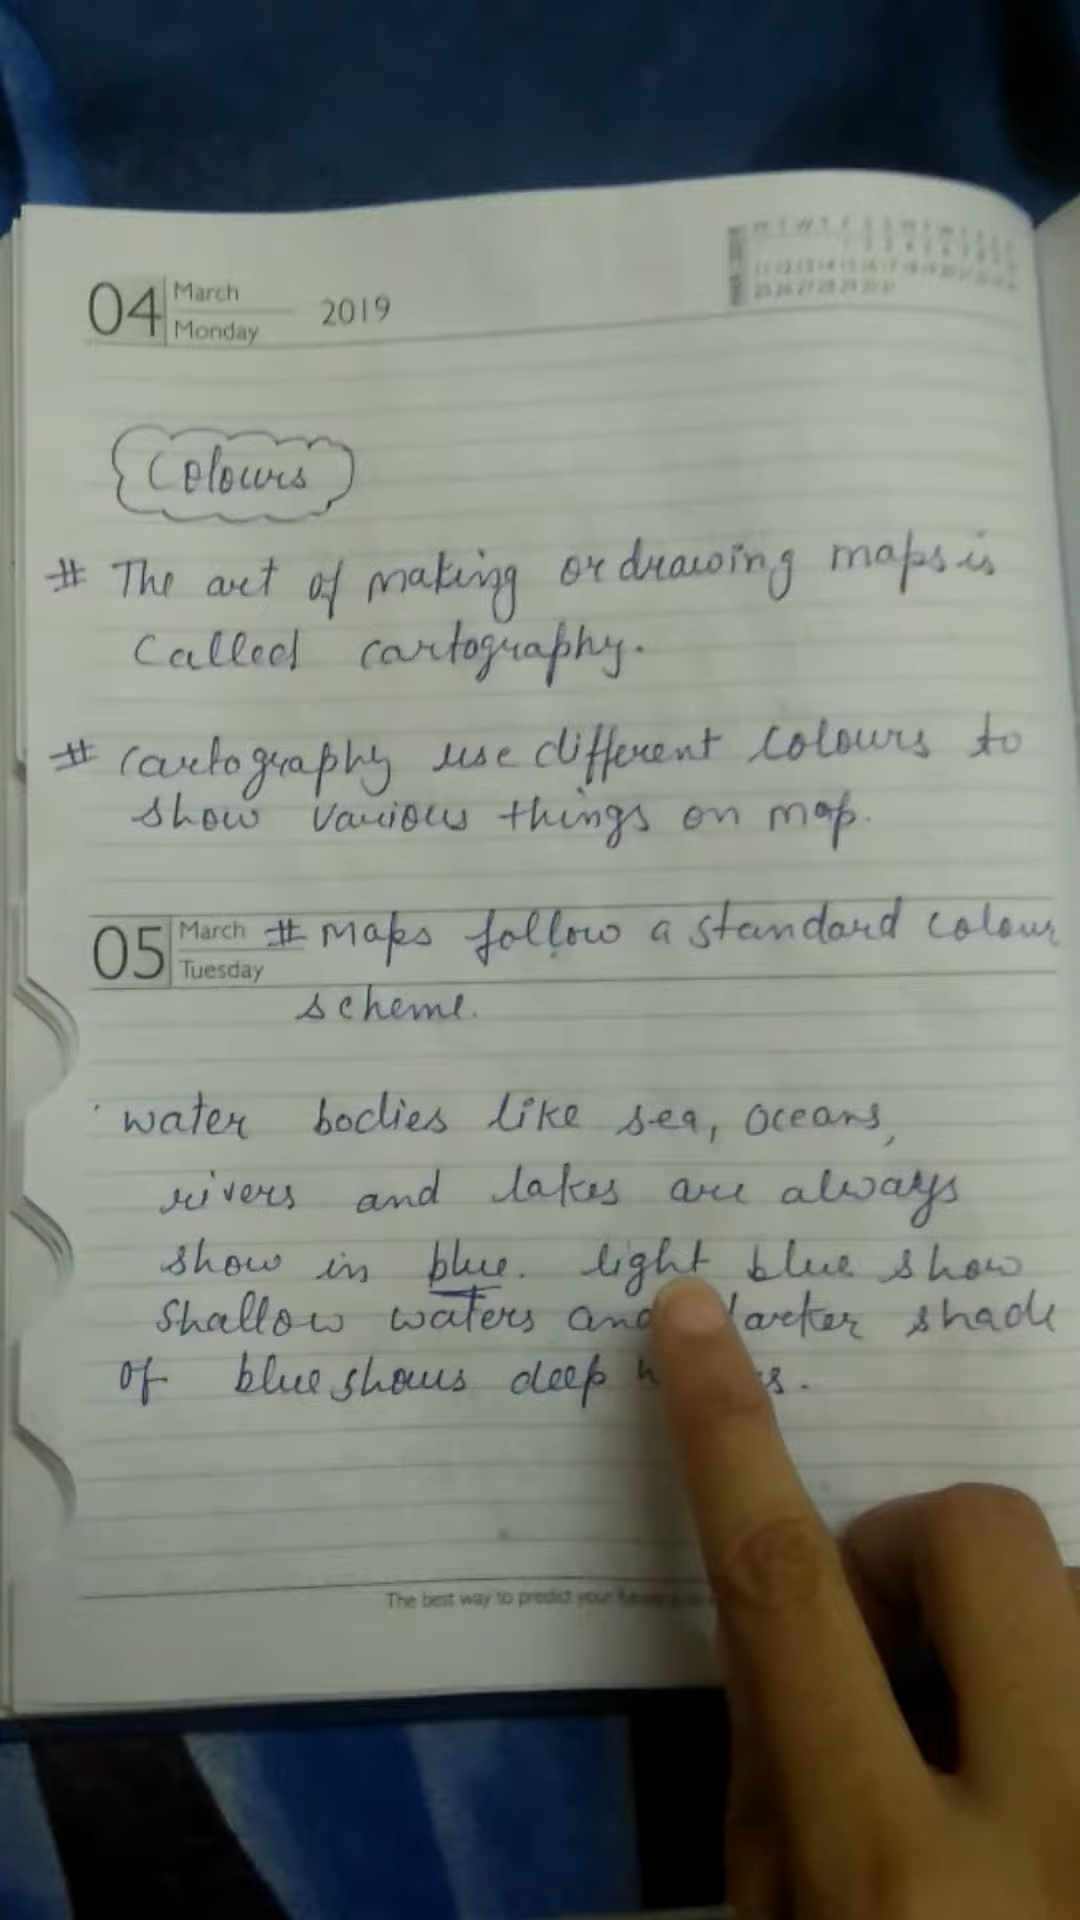 04 March Monday 2019
Colours
# The art of making or drawing maps is
Called cartography.
# Cartography use different colours to
show various things on map.
05 March Tuesday # Maps follow a standard colour
scheme.
water bodies like sea, oceans,
rivers and lakes are always
show in blue. light blue show
Shallow waters and darker shade
of blue shows deep
The best way to predict your